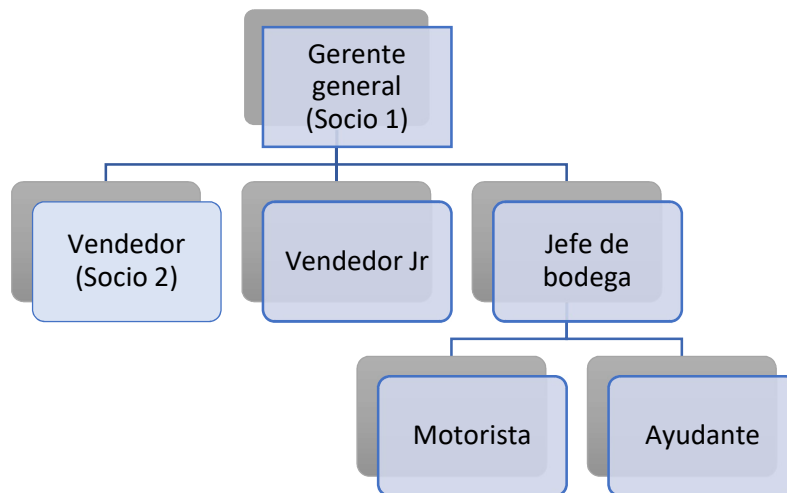 Gerente
general
(Socio 1)
Vendedor
(Socio 2)
Vendedor Jr
Jefe de
bodega
Motorista
Ayudante